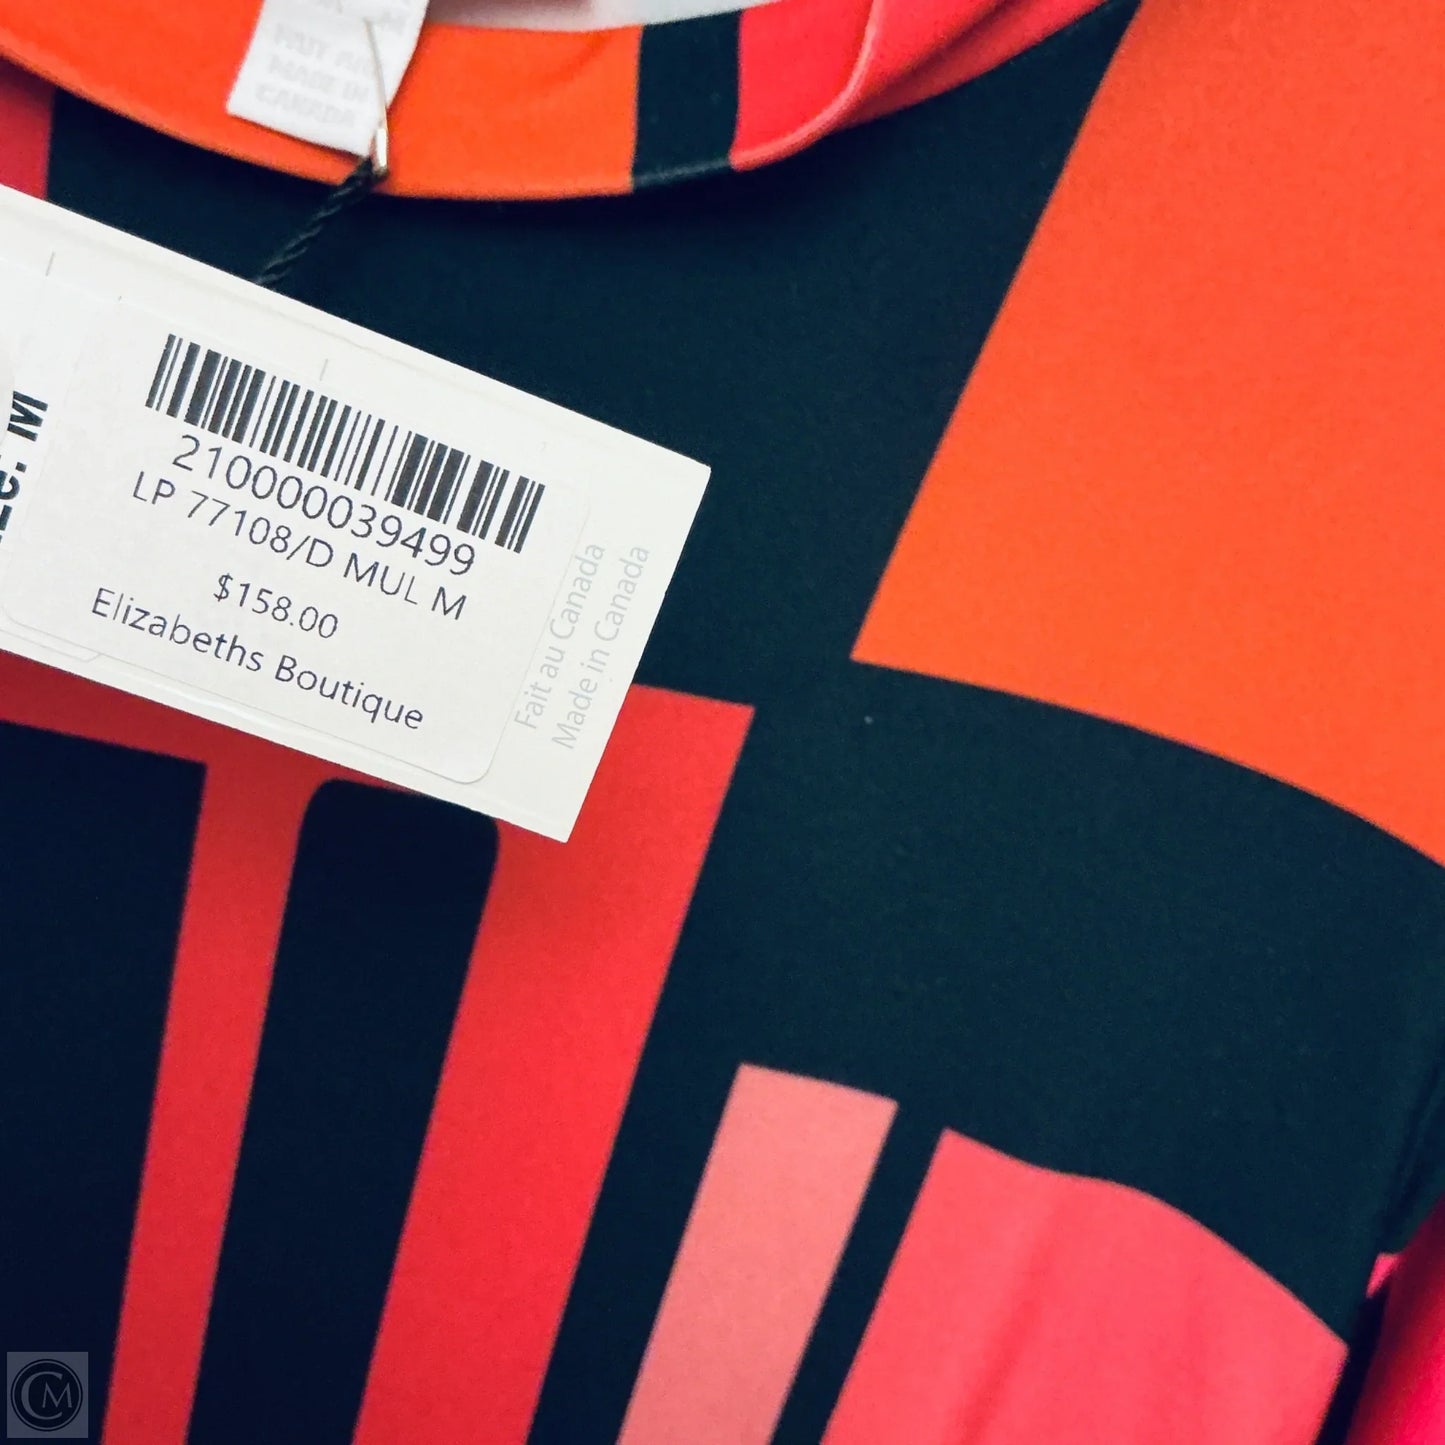 FAIT AU
MADE IN
CANADA
M
210000039499
LP 77108/D MUL M
$158.00
Elizabeths Boutique
Fait au Canada
Made in Canada
CM